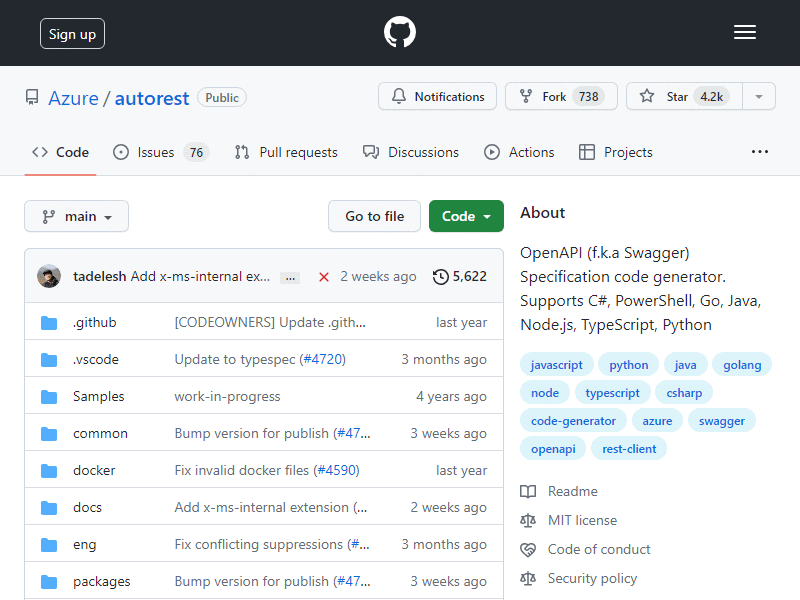 Sign up
Azure / autorest Public
Notifications Fork 738 Star 4.2k
Code Issues 76 Pull requests Discussions Actions Projects ...
main Go to file Code
tadelesh Add x-ms-internal ex... ... 2 weeks ago 5,622
.github [CODEOWNERS] Update .gith... last year
.vscode Update to typespec (#4720) 3 months ago
Samples work-in-progress 4 years ago
common Bump version for publish (#47... 3 weeks ago
docker Fix invalid docker files (#4590) last year
docs Add x-ms-internal extension (... 2 weeks ago
eng Fix conflicting suppressions (#... 3 months ago
packages Bump version for publish (#47... 3 weeks ago
About
OpenAPI (f.k.a Swagger)
Specification code generator.
Supports C#, PowerShell, Go, Java,
Node.js, TypeScript, Python
javascript python java golang
node typescript csharp
code-generator azure swagger
openapi rest-client
Readme
MIT license
Code of conduct
Security policy